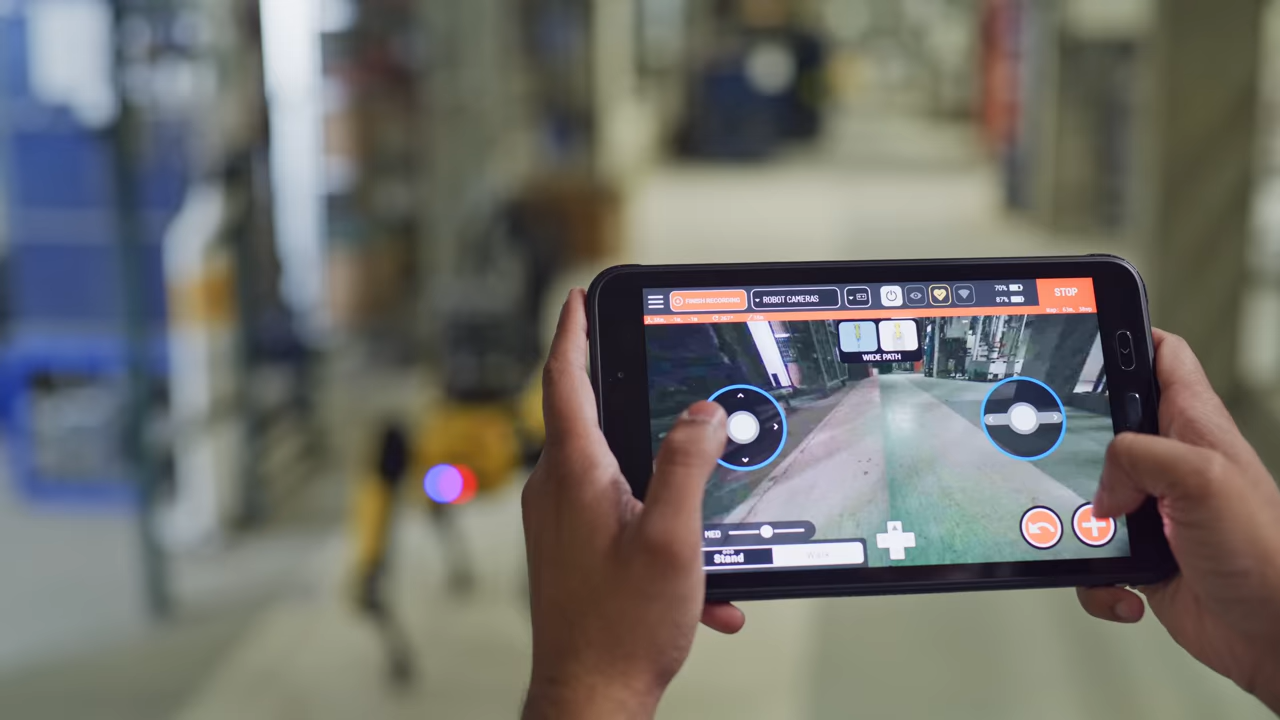 FINISH RECORDING
ROBOT CAMERAS
70%
87%
STOP
WIDE PATH
MED
Stand
Walk